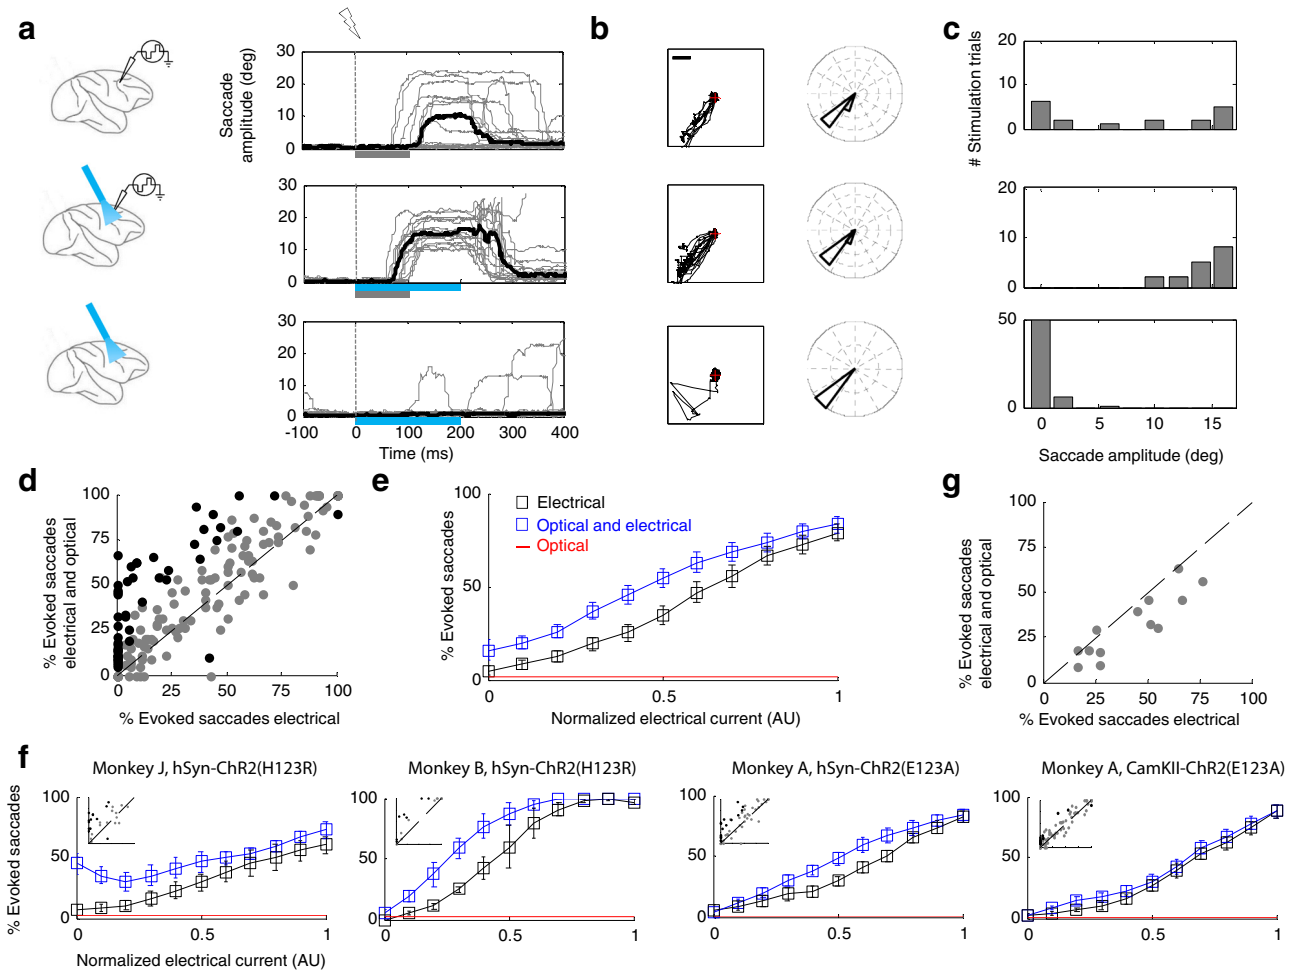 a
b
c
Saccade
amplitude (deg)
30
20
10
0
30
20
10
0
30
20
10
0
-100
0
100
200
300
400
Time (ms)
# Stimulation trials
20
10
0
20
10
0
50
0
0
5
10
15
Saccade amplitude (deg)
d
% Evoked saccades
electrical and optical
100
75
50
25
0
0
25
50
75
100
% Evoked saccades electrical
e
% Evoked saccades
100
50
0
Electrical
Optical and electrical
Optical
0
0.5
1
Normalized electrical current (AU)
g
% Evoked saccades
electrical and optical
100
75
50
25
0
0
25
50
75
100
% Evoked saccades electrical
f
% Evoked saccades
Monkey J, hSyn-ChR2(H123R)
100
50
0
0
0.5
1
Normalized electrical current (AU)
Monkey B, hSyn-ChR2(H123R)
100
50
0
0
0.5
1
Monkey A, hSyn-ChR2(E123A)
100
50
0
0
0.5
1
Monkey A, CamKII-ChR2(E123A)
100
50
0
0
0.5
1